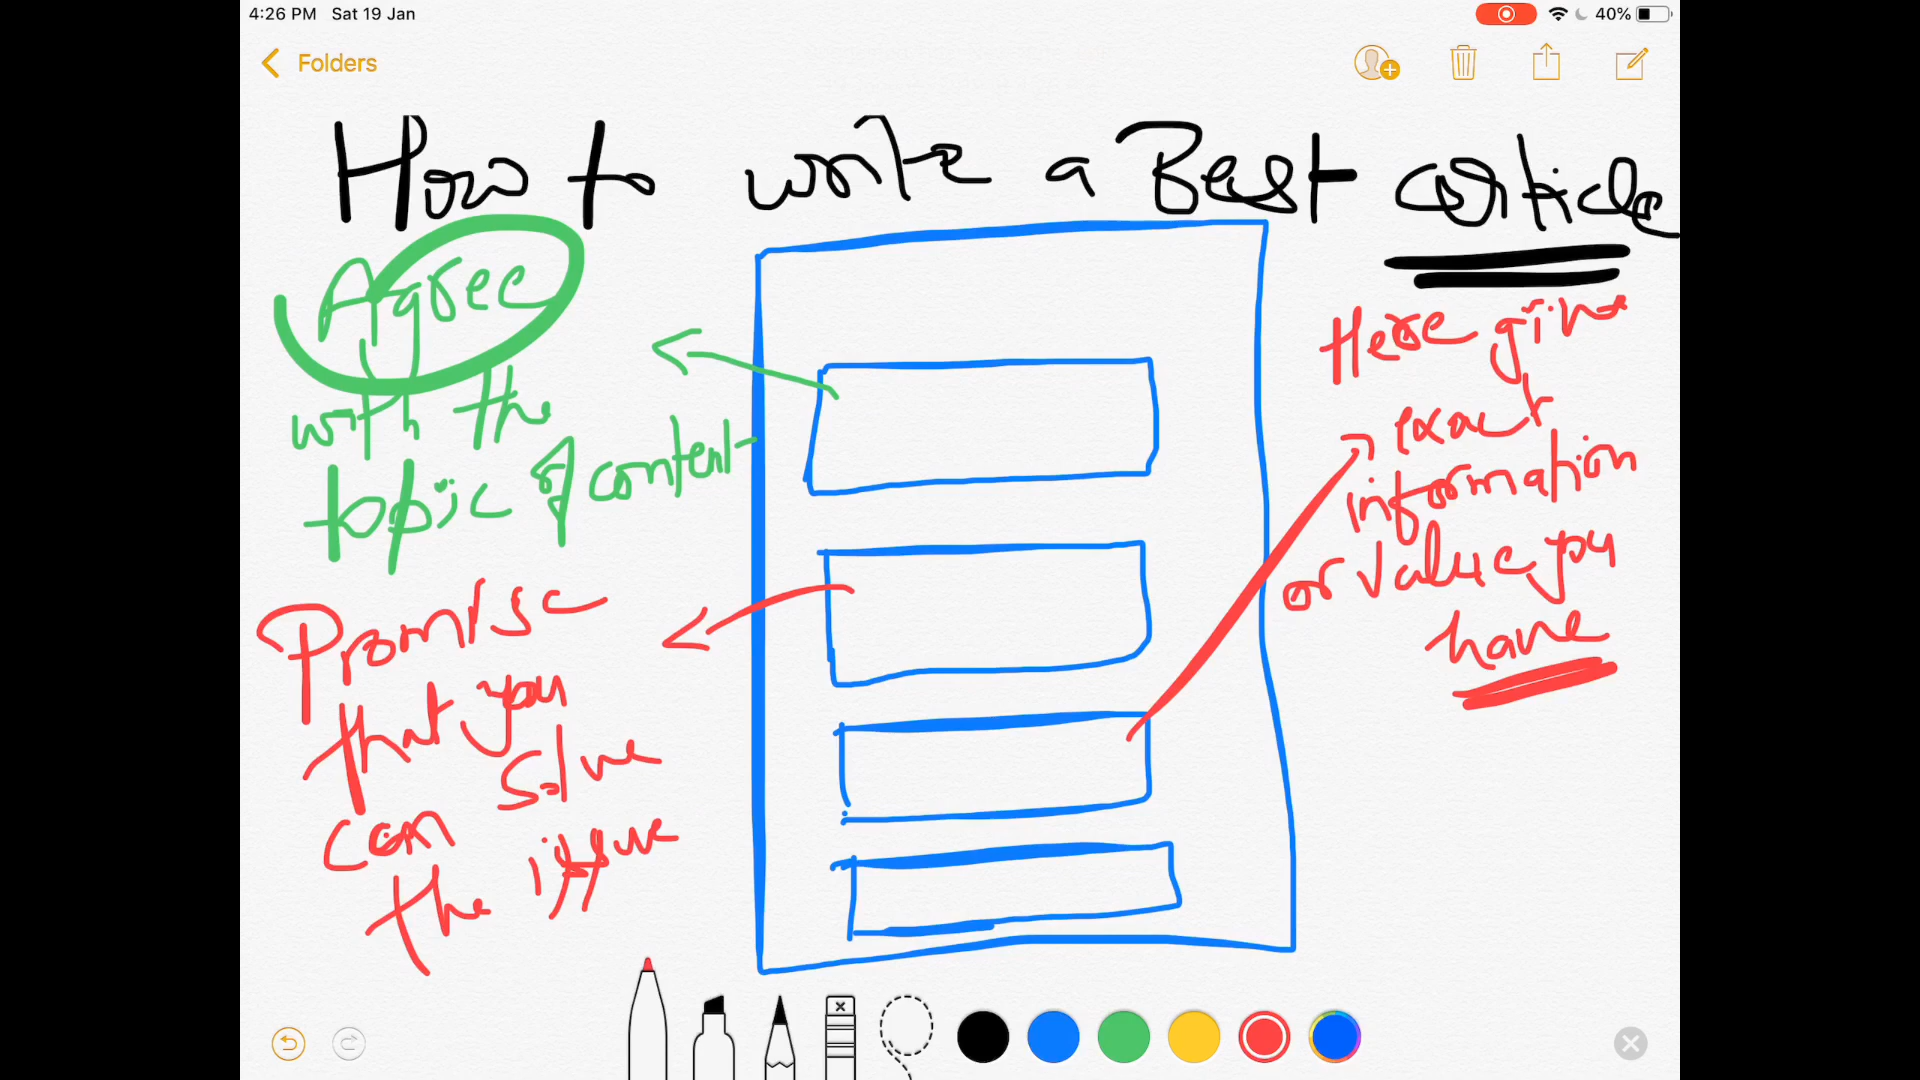 4:26 PM Sat 19 Jan
40%
Folders
How to write a Best article
Agree
with the
topic of content
Promise
that you
can solve
the issue
Here give
exact
information
or value you
have